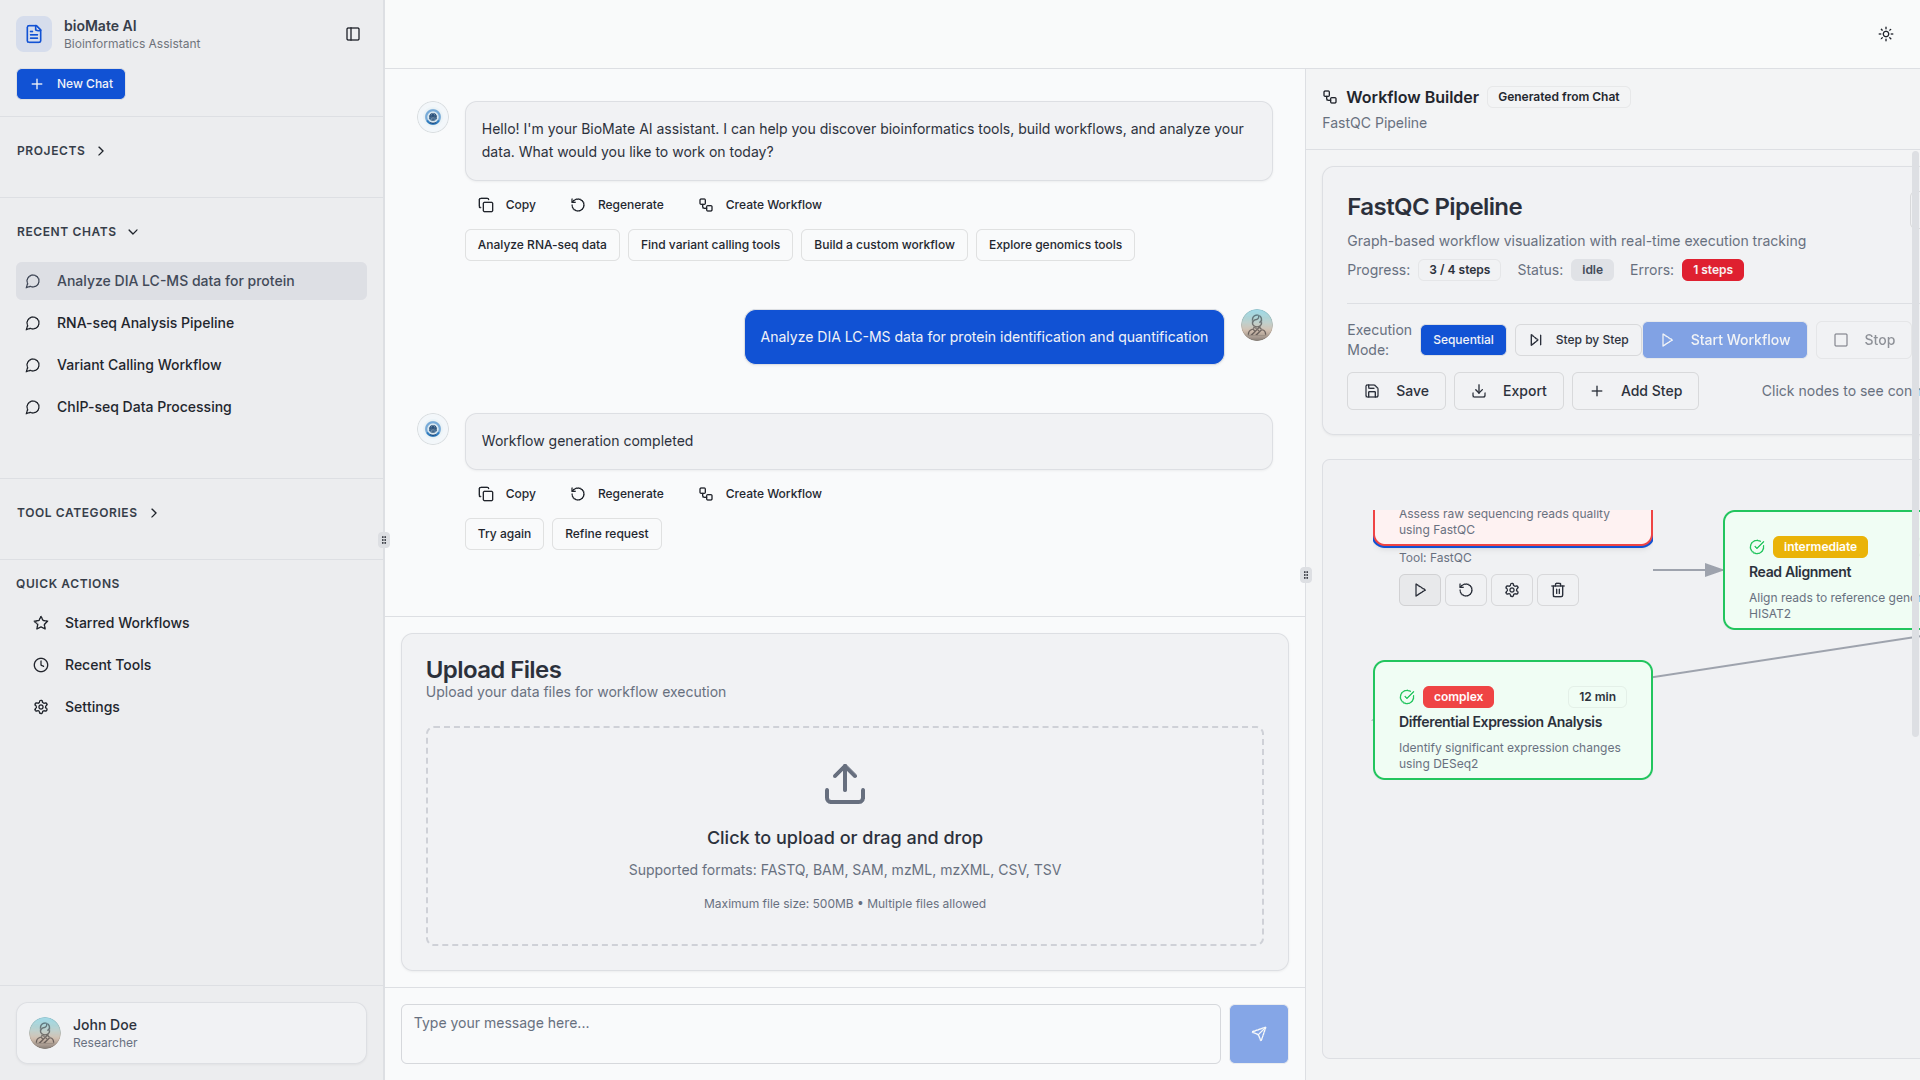 bioMate AI
Bioinformatics Assistant
New Chat
PROJECTS
RECENT CHATS
Analyze DIA LC-MS data for protein
RNA-seq Analysis Pipeline
Variant Calling Workflow
ChIP-seq Data Processing
TOOL CATEGORIES
QUICK ACTIONS
Starred Workflows
Recent Tools
Settings
John Doe
Researcher
Hello! I'm your BioMate AI assistant. I can help you discover bioinformatics tools, build workflows, and analyze your
data. What would you like to work on today?
Copy Regenerate Create Workflow
Analyze RNA-seq data Find variant calling tools Build a custom workflow Explore genomics tools
Analyze DIA LC-MS data for protein identification and quantification
Workflow generation completed
Copy Regenerate Create Workflow
Try again Refine request
Upload Files
Upload your data files for workflow execution
Click to upload or drag and drop
Supported formats: FASTQ, BAM, SAM, mzML, mzXML, CSV, TSV
Maximum file size: 500MB • Multiple files allowed
Type your message here...
Workflow Builder Generated from Chat
FastQC Pipeline
FastQC Pipeline
Graph-based workflow visualization with real-time execution tracking
Progress: 3 / 4 steps Status: idle Errors: 1 steps
Execution
Mode:
Sequential Step by Step Start Workflow Stop
Save Export Add Step Click nodes to see con
Assess raw sequencing reads quality
using FastQC
Tool: FastQC
intermediate
Read Alignment
Align reads to reference geno
HISAT2
complex 12 min
Differential Expression Analysis
Identify significant expression changes
using DESeq2